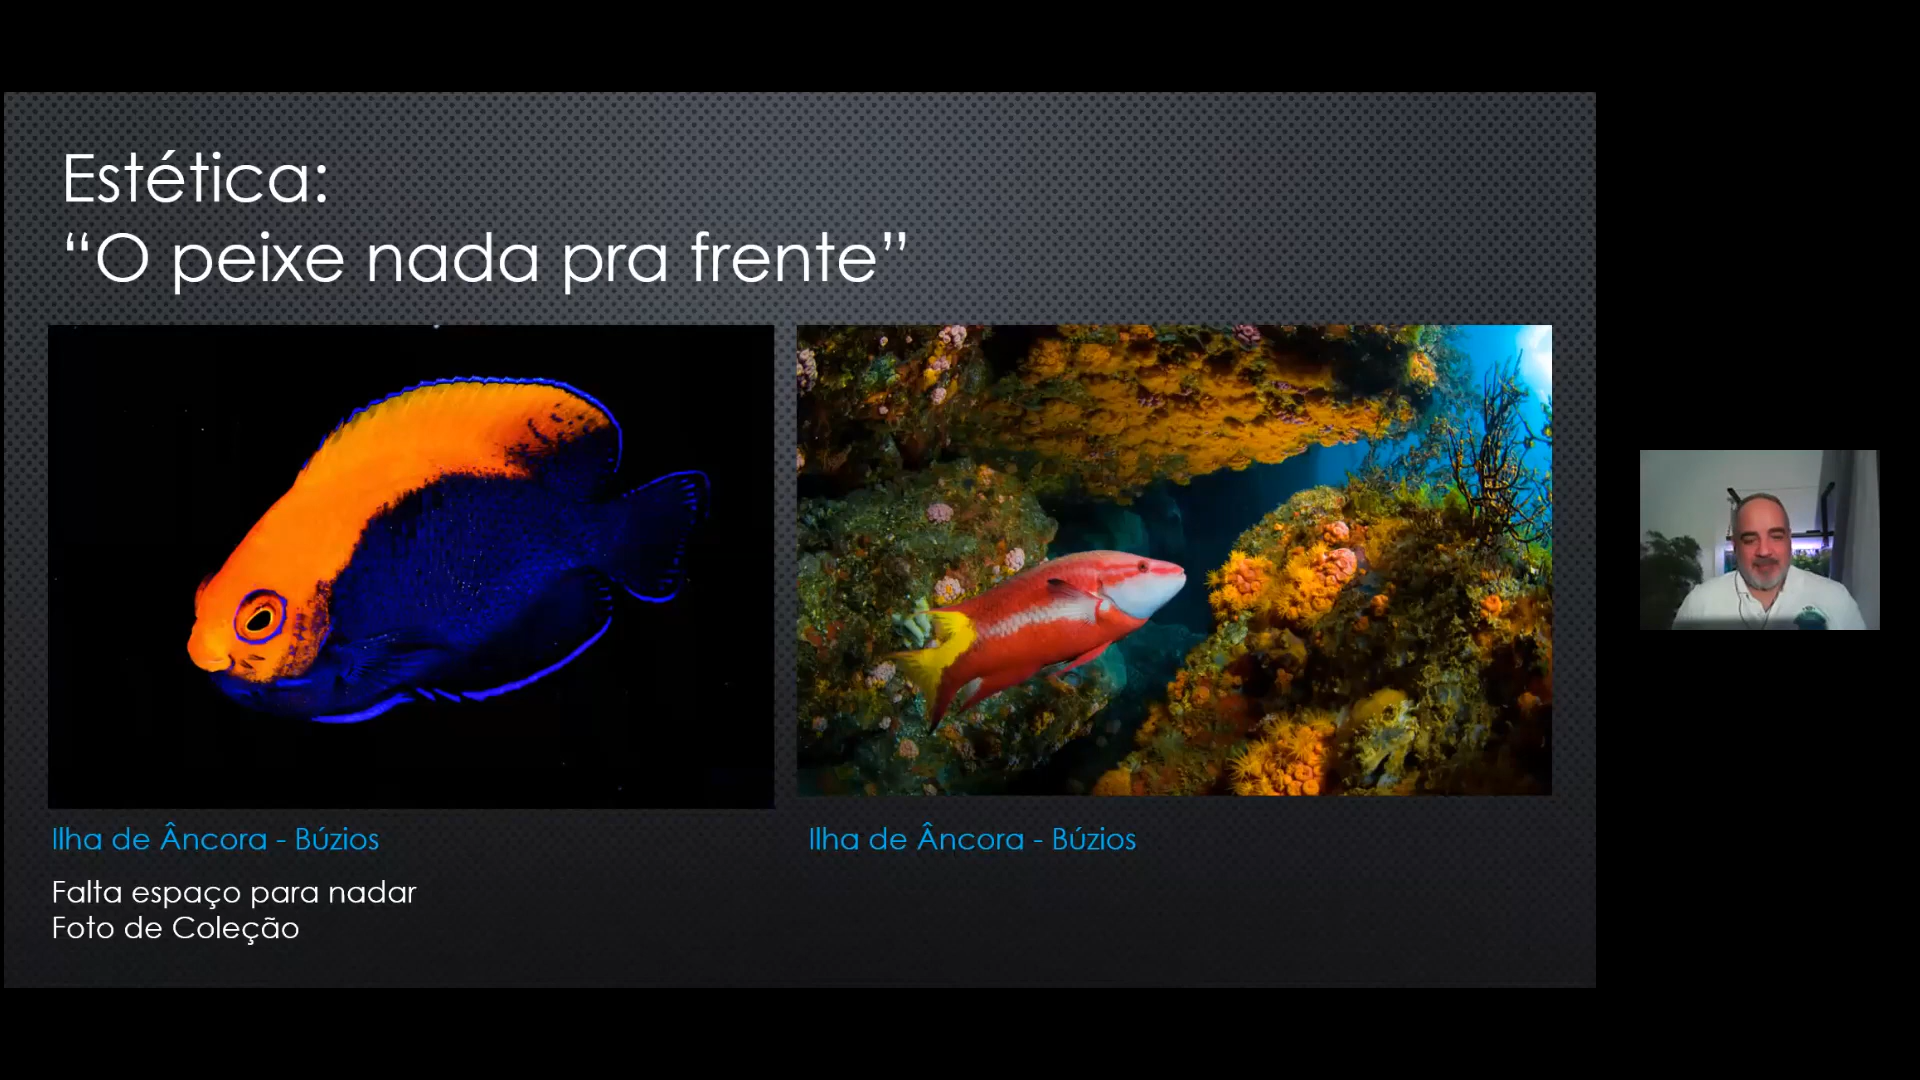 Estética:
“O peixe nada pra frente”
Ilha de Âncora - Búzios
Falta espaço para nadar
Foto de Coleção
Ilha de Âncora - Búzios